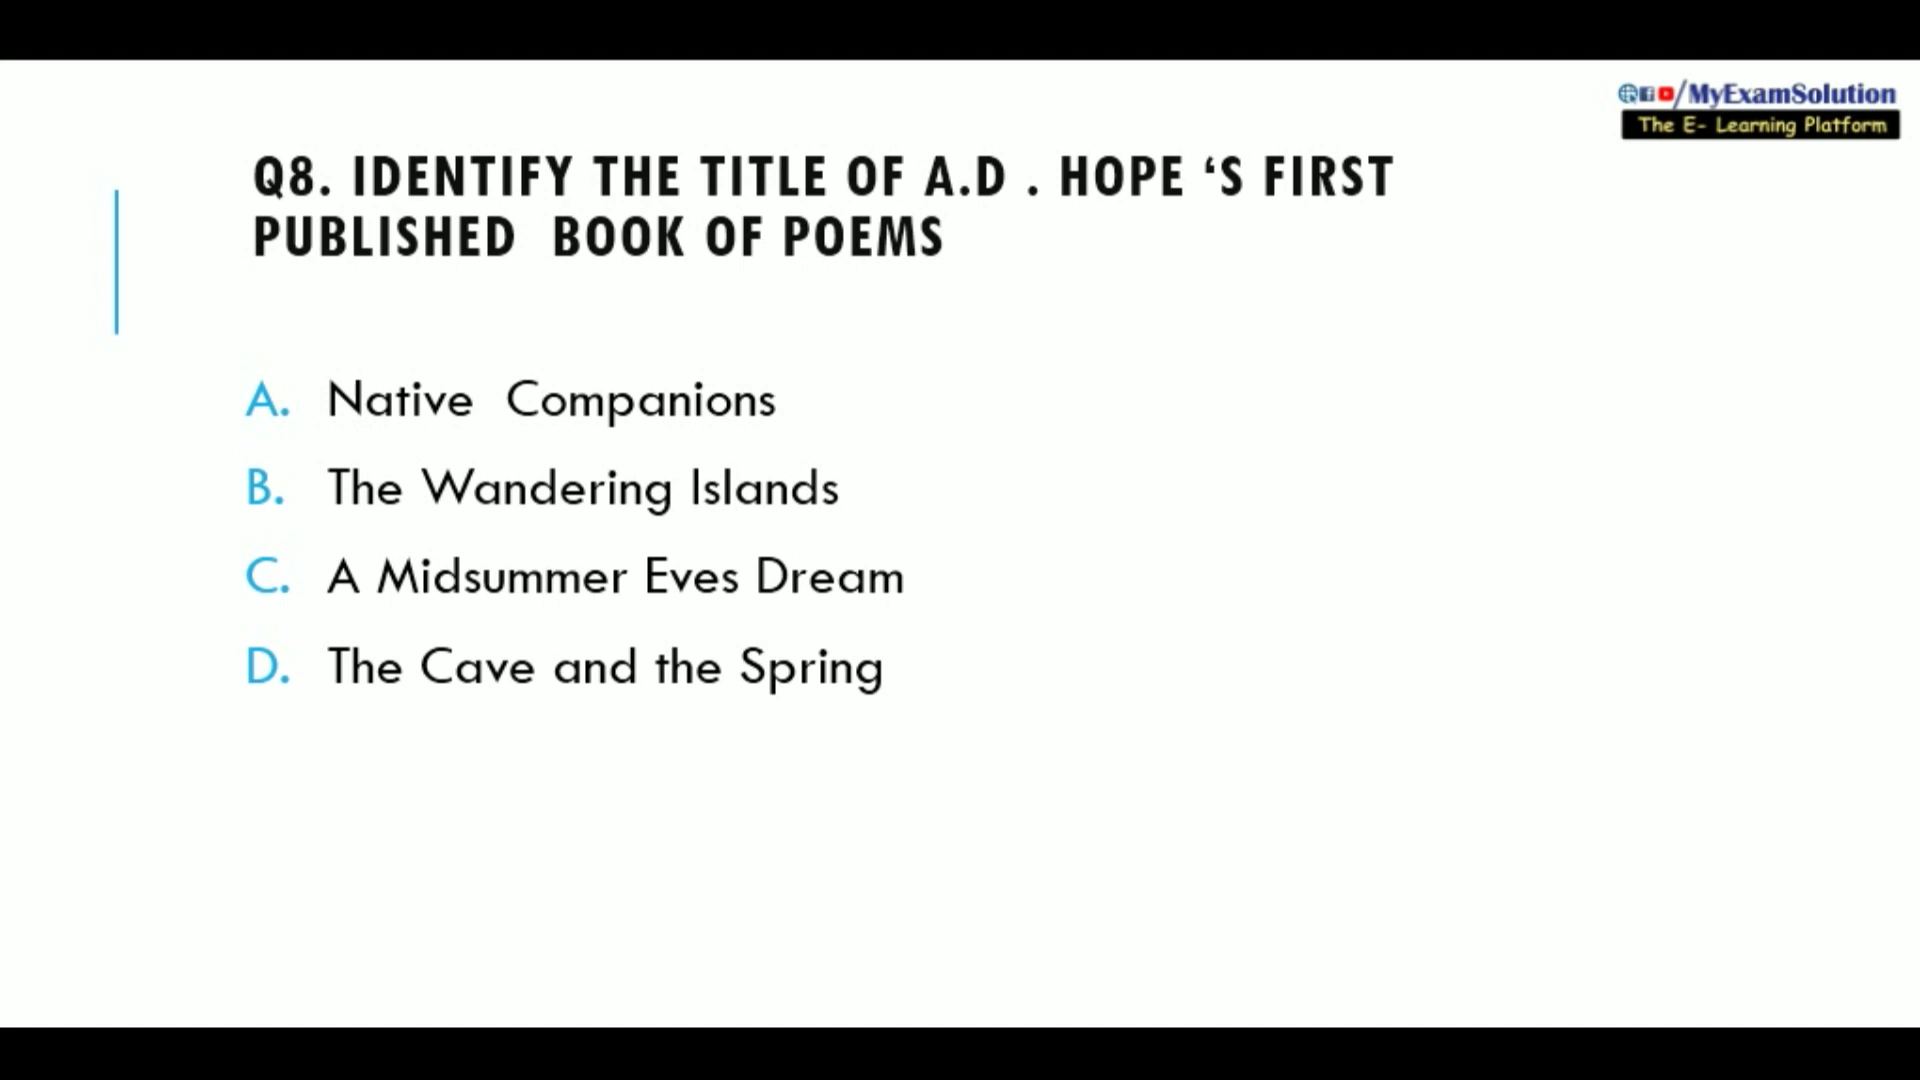 /MyExamSolution
The E- Learning Platform
Q8. IDENTIFY THE TITLE OF A.D . HOPE ‘S FIRST
PUBLISHED BOOK OF POEMS
A. Native Companions
B. The Wandering Islands
C. A Midsummer Eves Dream
D. The Cave and the Spring